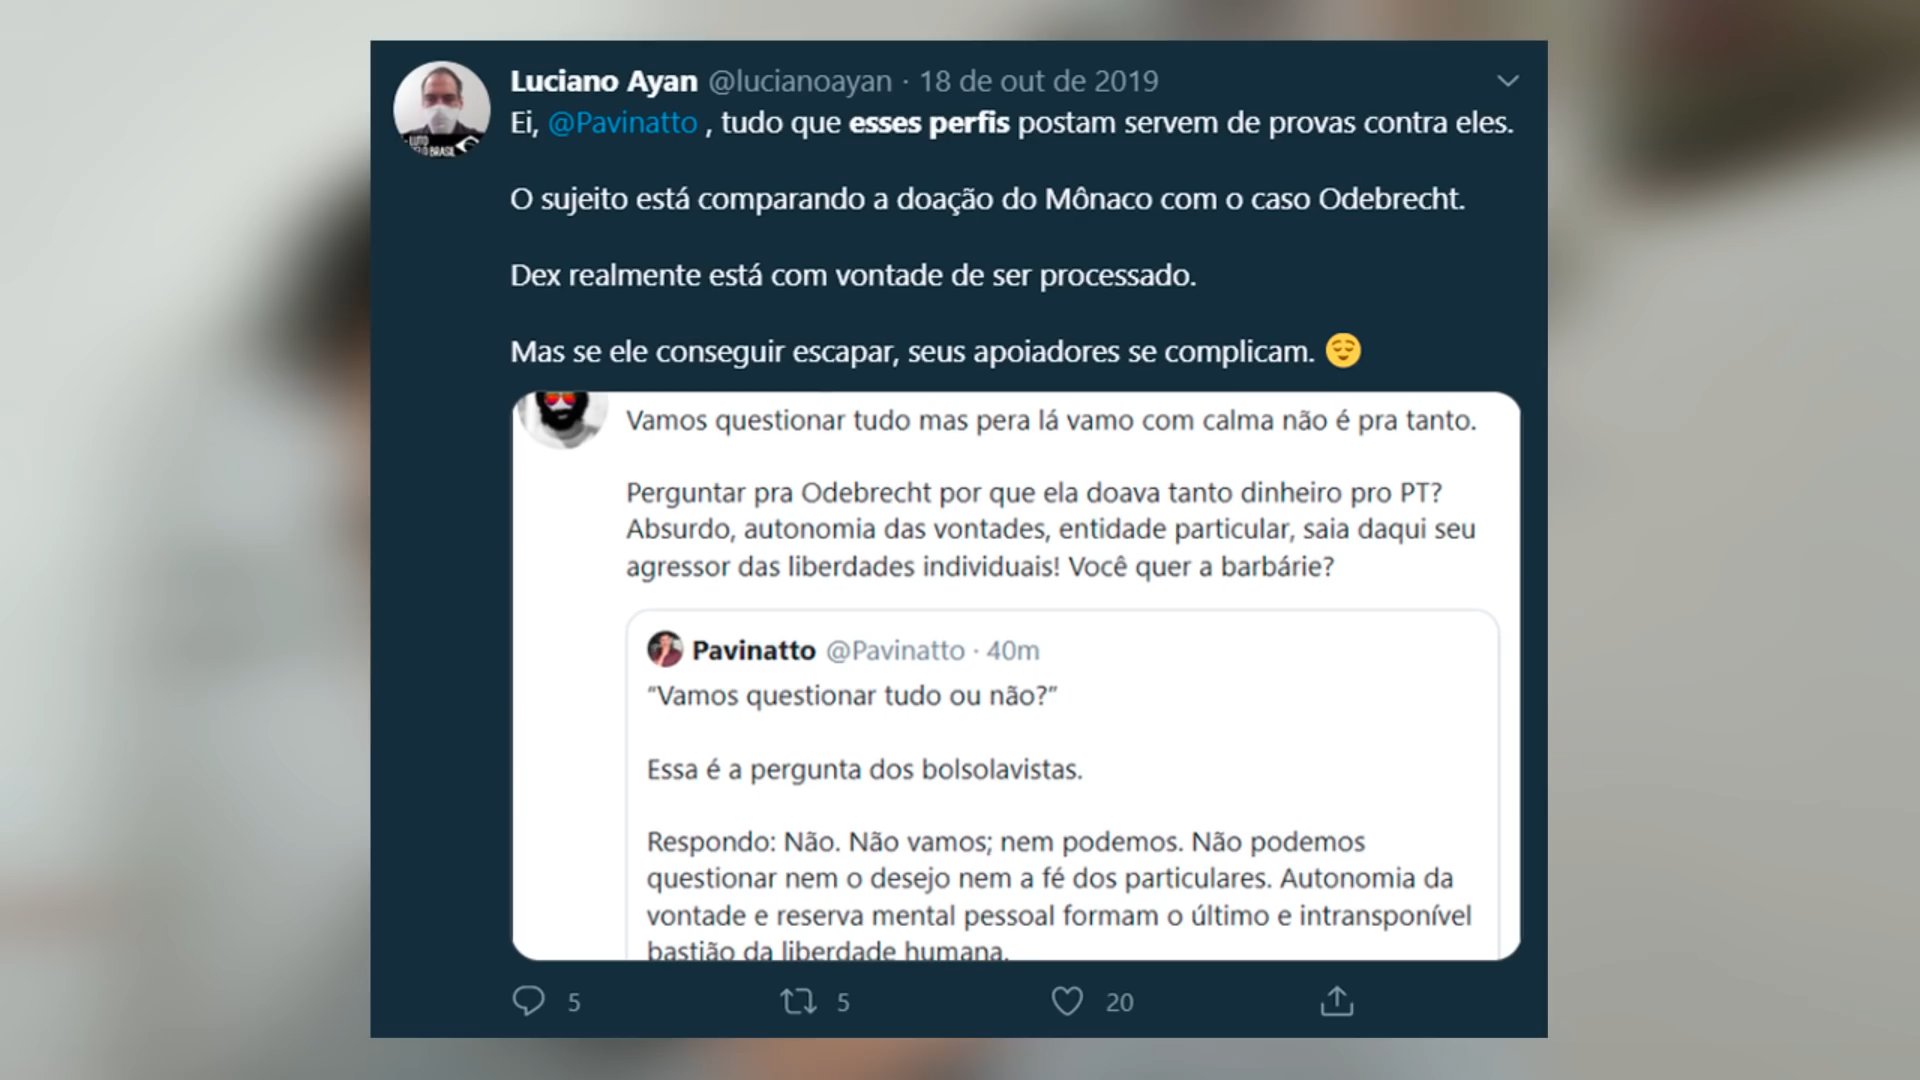 Luciano Ayan @lucianoayan · 18 de out de 2019
Ei, @Pavinatto , tudo que esses perfis postam servem de provas contra eles.
O sujeito está comparando a doação do Mônaco com o caso Odebrecht.
Dex realmente está com vontade de ser processado.
Mas se ele conseguir escapar, seus apoiadores se complicam. 😌
LUTO
PELO BRASIL
Vamos questionar tudo mas pera lá vamo com calma não é pra tanto.
Perguntar pra Odebrecht por que ela doava tanto dinheiro pro PT?
Absurdo, autonomia das vontades, entidade particular, saia daqui seu
agressor das liberdades individuais! Você quer a barbárie?
Pavinatto @Pavinatto · 40m
“Vamos questionar tudo ou não?”
Essa é a pergunta dos bolsolavistas.
Respondo: Não. Não vamos; nem podemos. Não podemos
questionar nem o desejo nem a fé dos particulares. Autonomia da
vontade e reserva mental pessoal formam o último e intransponível
bastião da liberdade humana.
5 5 20